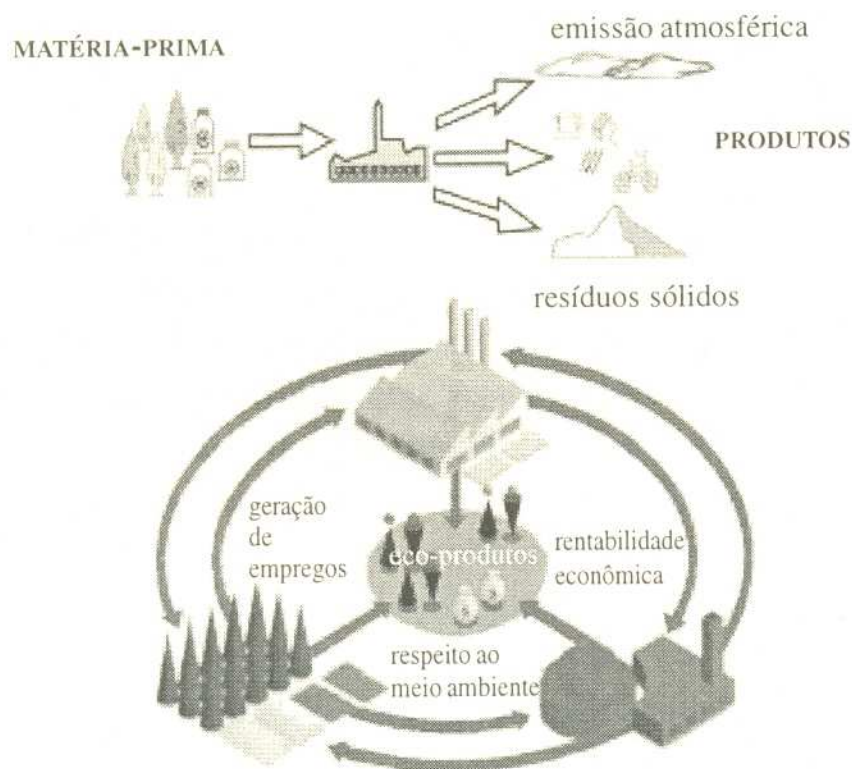 emissão atmosférica
MATÉRIA-PRIMA
PRODUTOS
resíduos sólidos
geração
de
empregos
eco-produtos
rentabilidade
econômica
respeito ao
meio ambiente